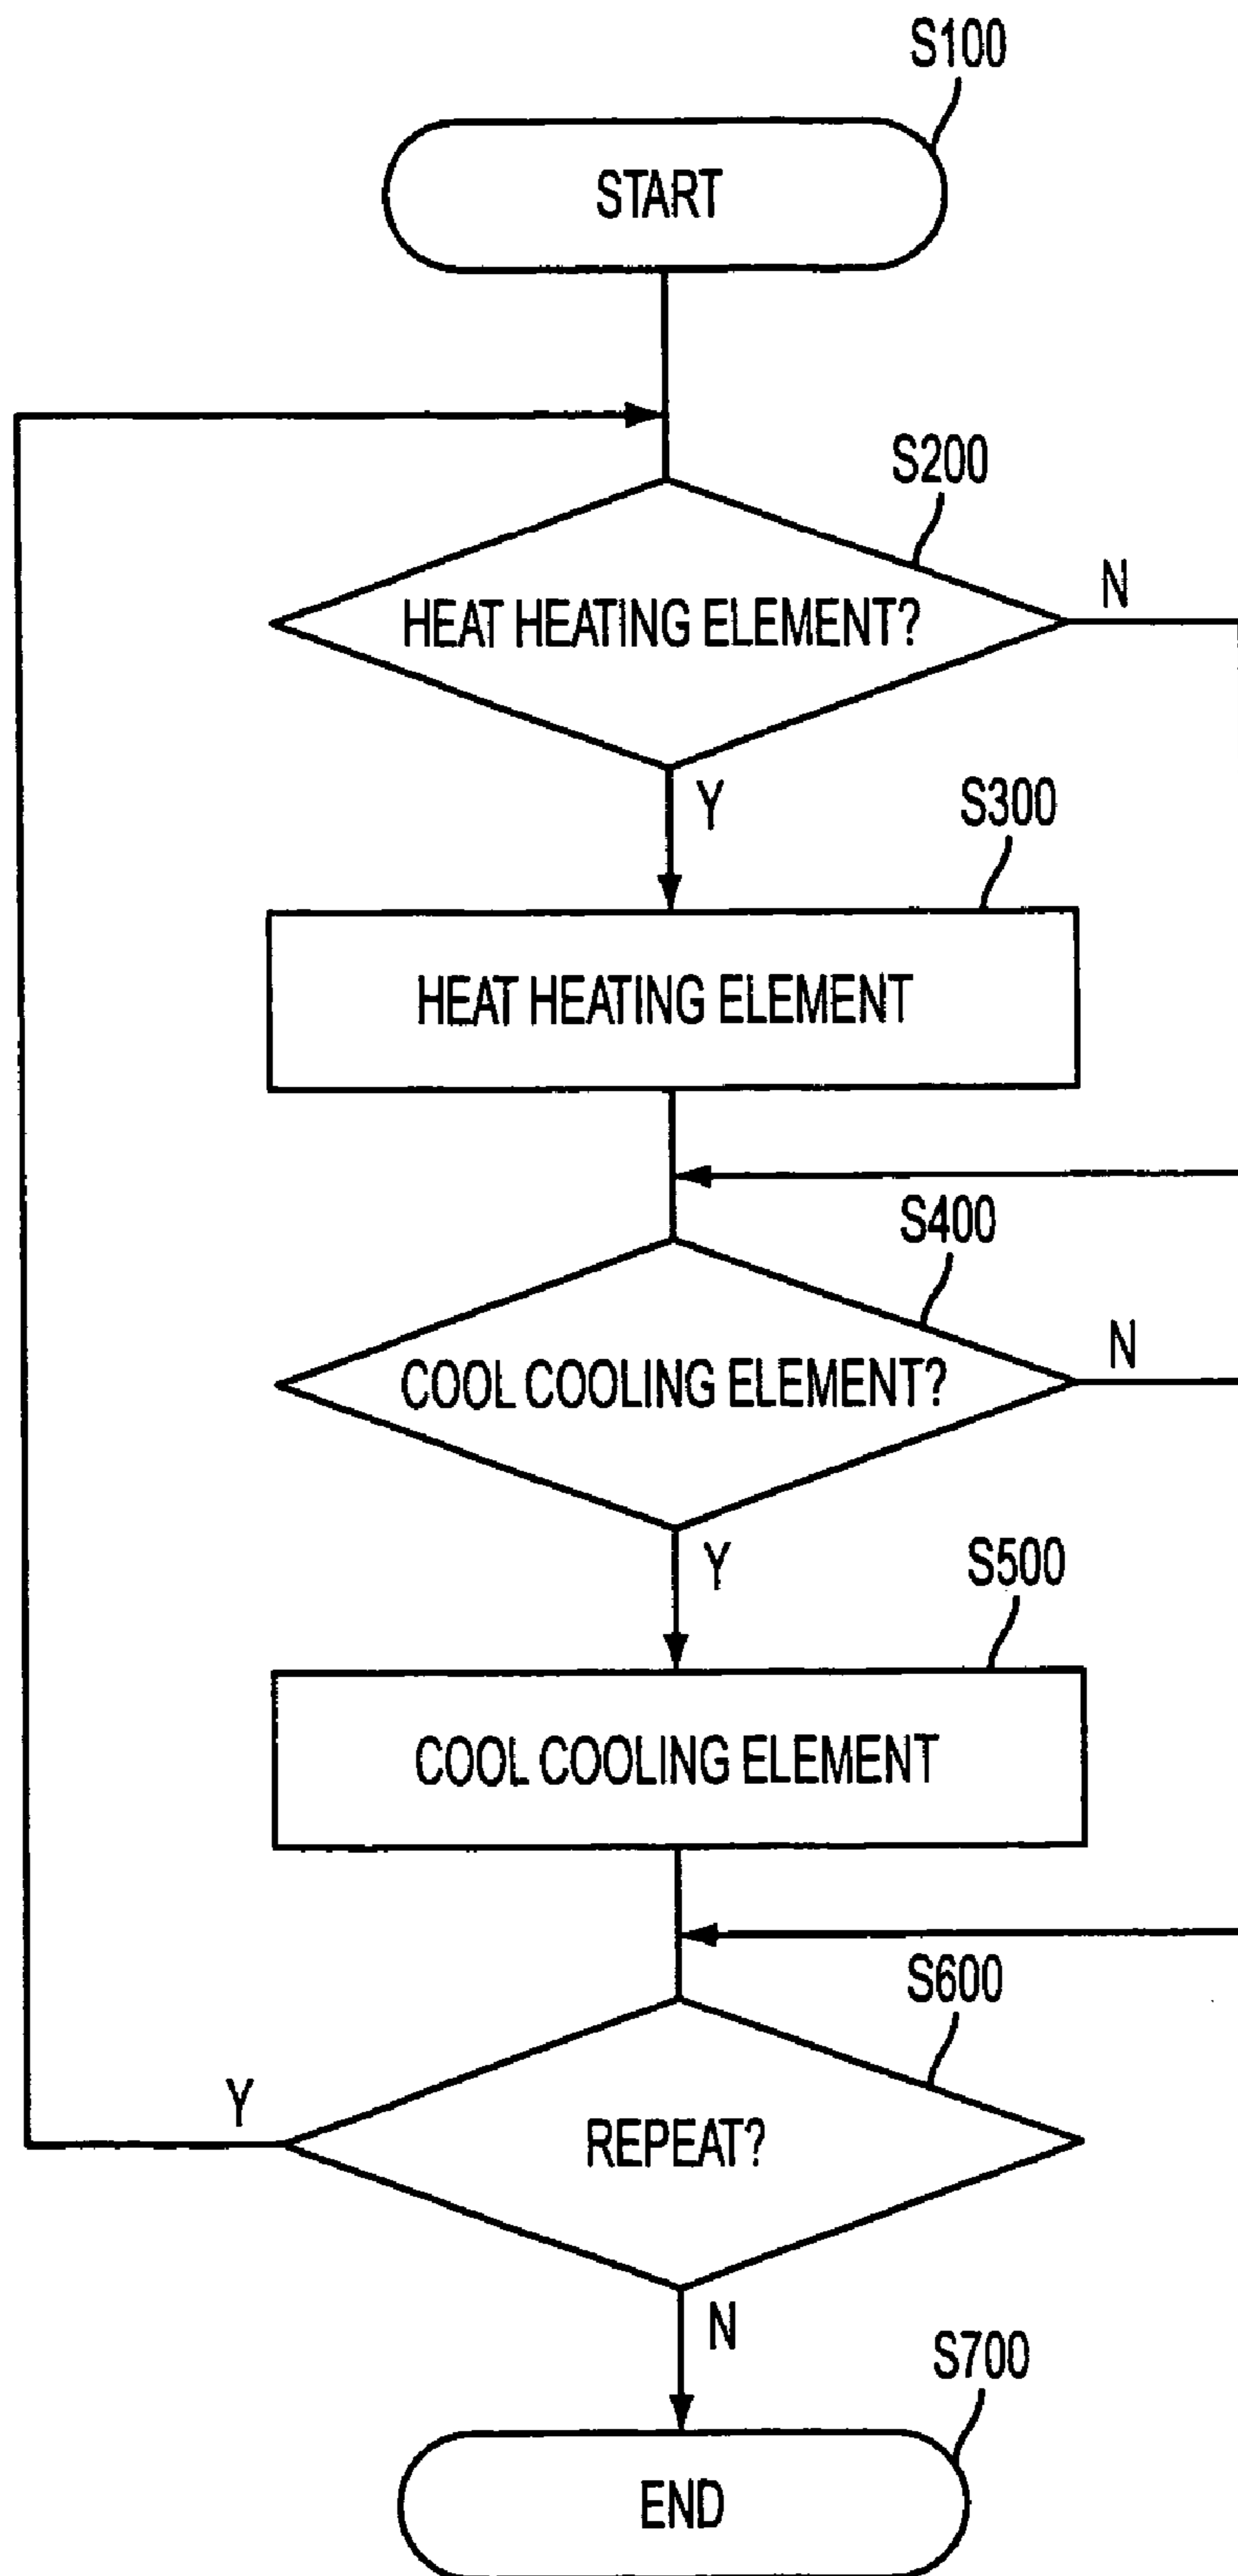 S100
START
S200
HEAT HEATING ELEMENT?
N
Y
S300
HEAT HEATING ELEMENT
S400
COOL COOLING ELEMENT?
N
Y
S500
COOL COOLING ELEMENT
S600
Y
REPEAT?
N
S700
END